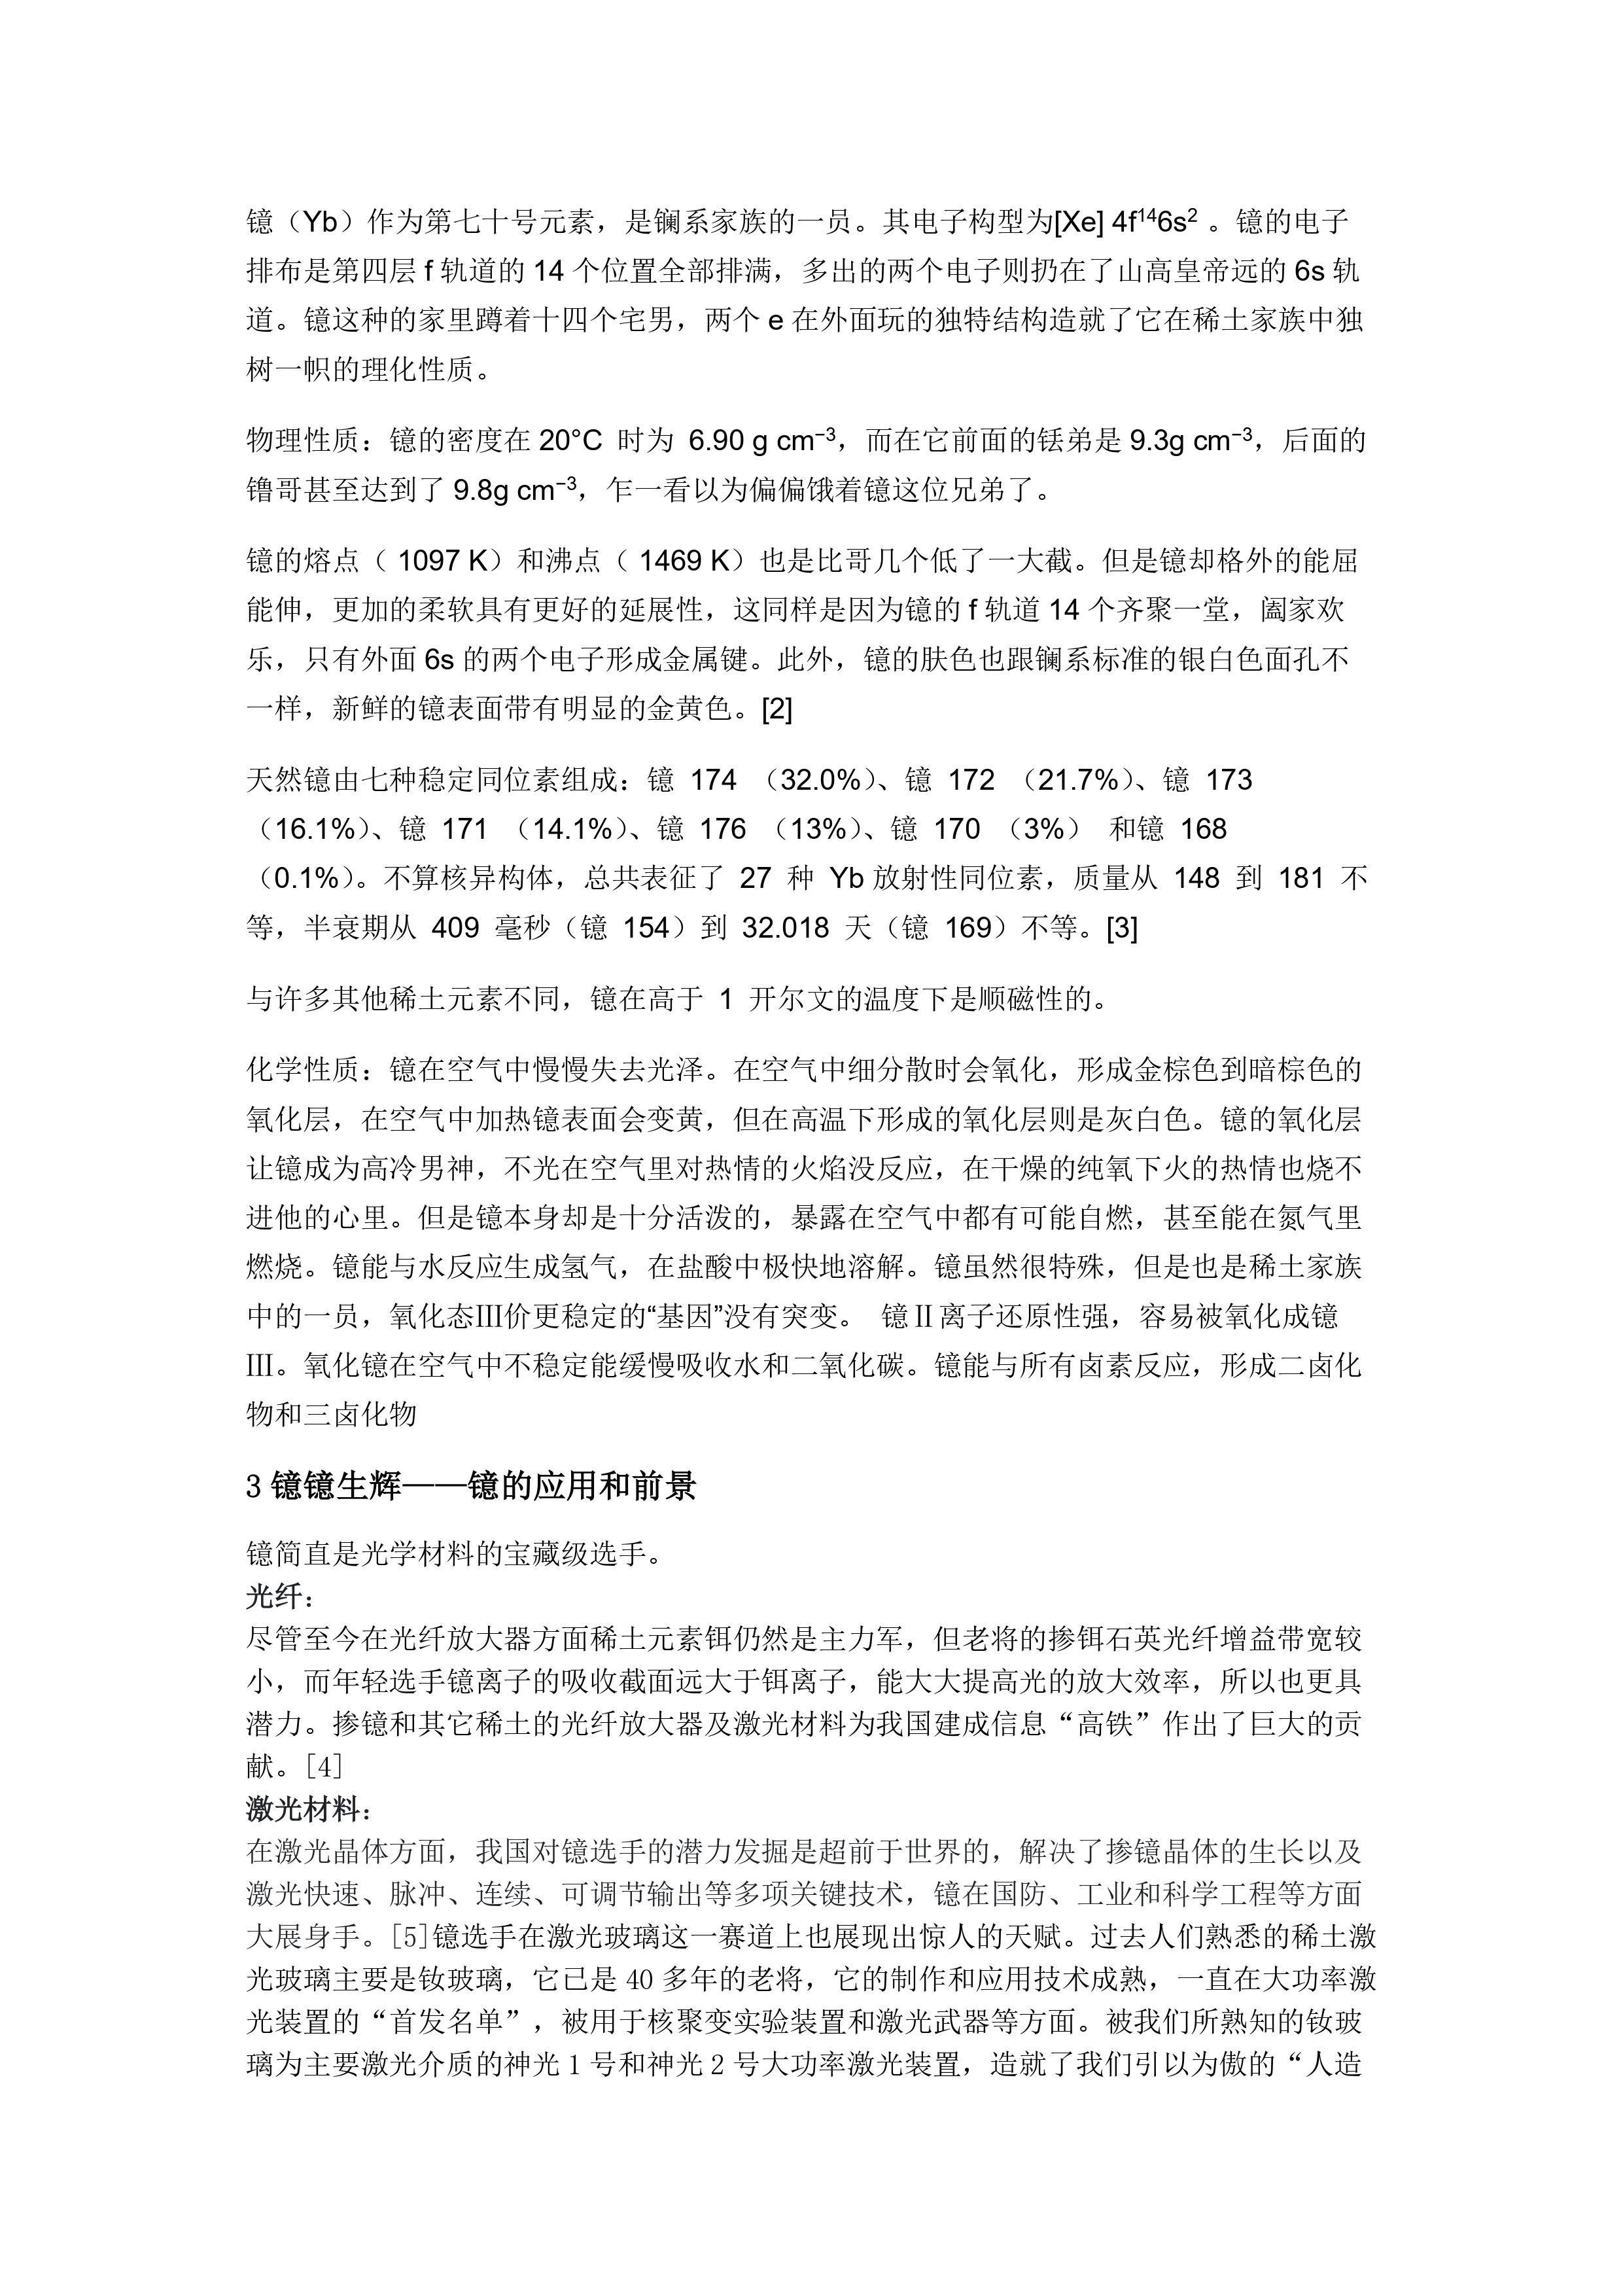 镱（Yb）作为第七十号元素，是镧系家族的一员。其电子构型为[Xe] 4f¹⁴6s² 。镱的电子
排布是第四层 f 轨道的 14 个位置全部排满，多出的两个电子则扔在了山高皇帝远的 6s 轨
道。镱这种的家里蹲着十四个宅男，两个 e 在外面玩的独特结构造就了它在稀土家族中独
树一帜的理化性质。
物理性质：镱的密度在 20°C 时为 6.90 g cm⁻³，而在它前面的铥弟是 9.3g cm⁻³，后面的
镥哥甚至达到了 9.8g cm⁻³，乍一看以为偏偏饿着镱这位兄弟了。
镱的熔点（ 1097 K）和沸点（ 1469 K）也是比哥几个低了一大截。但是镱却格外的能屈
能伸，更加的柔软具有更好的延展性，这同样是因为镱的 f 轨道 14 个齐聚一堂，阖家欢
乐，只有外面 6s 的两个电子形成金属键。此外，镱的肤色也跟镧系标准的银白色面孔不
一样，新鲜的镱表面带有明显的金黄色。[2]
天然镱由七种稳定同位素组成：镱 174 （32.0%）、镱 172 （21.7%）、镱 173
（16.1%）、镱 171 （14.1%）、镱 176 （13%）、镱 170 （3%） 和镱 168
（0.1%）。不算核异构体，总共表征了 27 种 Yb 放射性同位素，质量从 148 到 181 不
等，半衰期从 409 毫秒（镱 154）到 32.018 天（镱 169）不等。[3]
与许多其他稀土元素不同，镱在高于 1 开尔文的温度下是顺磁性的。
化学性质：镱在空气中慢慢失去光泽。在空气中细分散时会氧化，形成金棕色到暗棕色的
氧化层，在空气中加热镱表面会变黄，但在高温下形成的氧化层则是灰白色。镱的氧化层
让镱成为高冷男神，不光在空气里对热情的火焰没反应，在干燥的纯氧下火的热情也烧不
进他的心里。但是镱本身却是十分活泼的，暴露在空气中都有可能自燃，甚至能在氮气里
燃烧。镱能与水反应生成氢气，在盐酸中极快地溶解。镱虽然很特殊，但是也是稀土家族
中的一员，氧化态Ⅲ价更稳定的“基因”没有突变。 镱Ⅱ离子还原性强，容易被氧化成镱
Ⅲ。氧化镱在空气中不稳定能缓慢吸收水和二氧化碳。镱能与所有卤素反应，形成二卤化
物和三卤化物
3 镱镱生辉——镱的应用和前景
镱简直是光学材料的宝藏级选手。
光纤：
尽管至今在光纤放大器方面稀土元素铒仍然是主力军，但老将的掺铒石英光纤增益带宽较
小，而年轻选手镱离子的吸收截面远大于铒离子，能大大提高光的放大效率，所以也更具
潜力。掺镱和其它稀土的光纤放大器及激光材料为我国建成信息“高铁”作出了巨大的贡
献。[4]
激光材料：
在激光晶体方面，我国对镱选手的潜力发掘是超前于世界的，解决了掺镱晶体的生长以及
激光快速、脉冲、连续、可调节输出等多项关键技术，镱在国防、工业和科学工程等方面
大展身手。[5]镱选手在激光玻璃这一赛道上也展现出惊人的天赋。过去人们熟悉的稀土激
光玻璃主要是钕玻璃，它已是 40 多年的老将，它的制作和应用技术成熟，一直在大功率激
光装置的“首发名单”，被用于核聚变实验装置和激光武器等方面。被我们所熟知的钕玻
璃为主要激光介质的神光 1 号和神光 2 号大功率激光装置，造就了我们引以为傲的“人造